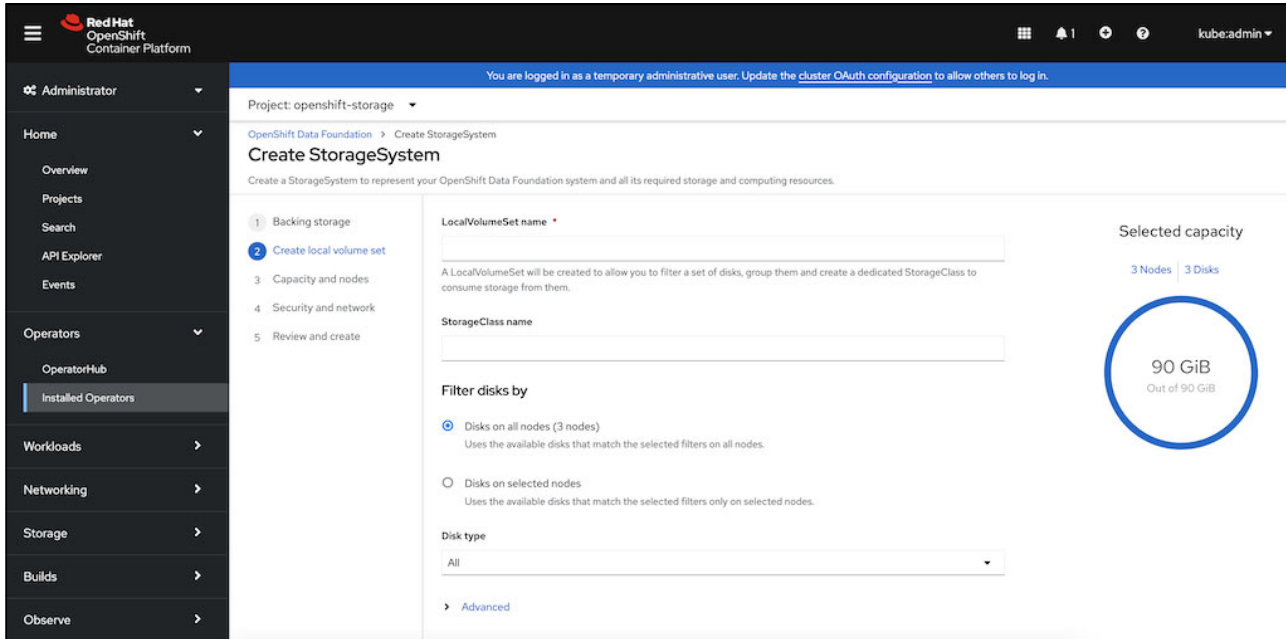 Red Hat
OpenShift
Container Platform
1
kube:admin
You are logged in as a temporary administrative user. Update the cluster OAuth configuration to allow others to log in.
Administrator
Home
Overview
Projects
Search
API Explorer
Events
Operators
OperatorHub
Installed Operators
Workloads
Networking
Storage
Builds
Observe
Project: openshift-storage
OpenShift Data Foundation > Create StorageSystem
Create StorageSystem
Create a StorageSystem to represent your OpenShift Data Foundation system and all its required storage and computing resources.
1 Backing storage
2 Create local volume set
3 Capacity and nodes
4 Security and network
5 Review and create
LocalVolumeSet name *
A LocalVolumeSet will be created to allow you to filter a set of disks, group them and create a dedicated StorageClass to
consume storage from them.
StorageClass name
Filter disks by
Disks on all nodes (3 nodes)
Uses the available disks that match the selected filters on all nodes.
Disks on selected nodes
Uses the available disks that match the selected filters only on selected nodes.
Disk type
All
Advanced
Selected capacity
3 Nodes | 3 Disks
90 GiB
Out of 90 GiB